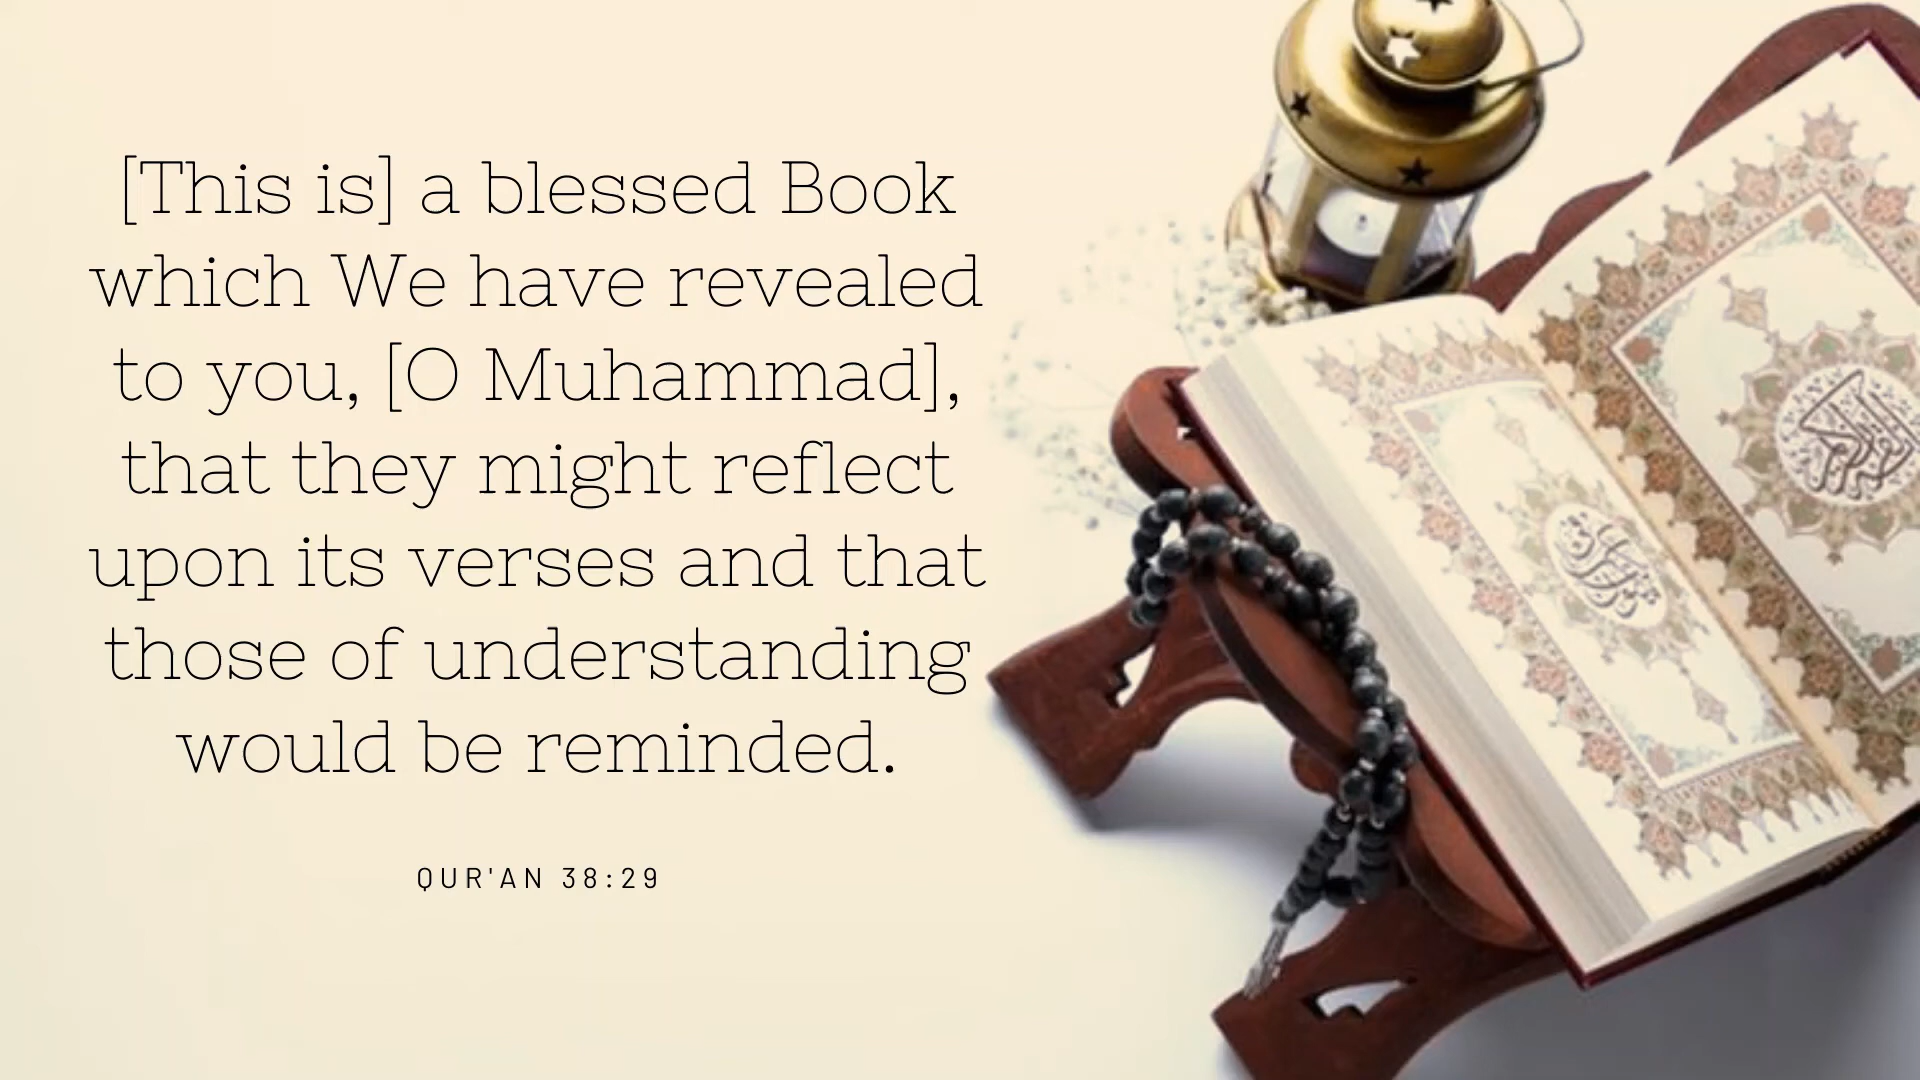 [This is] a blessed Book
which We have revealed
to you, [O Muhammad],
that they might reflect
upon its verses and that
those of understanding
would be reminded.
QUR'AN 38:29